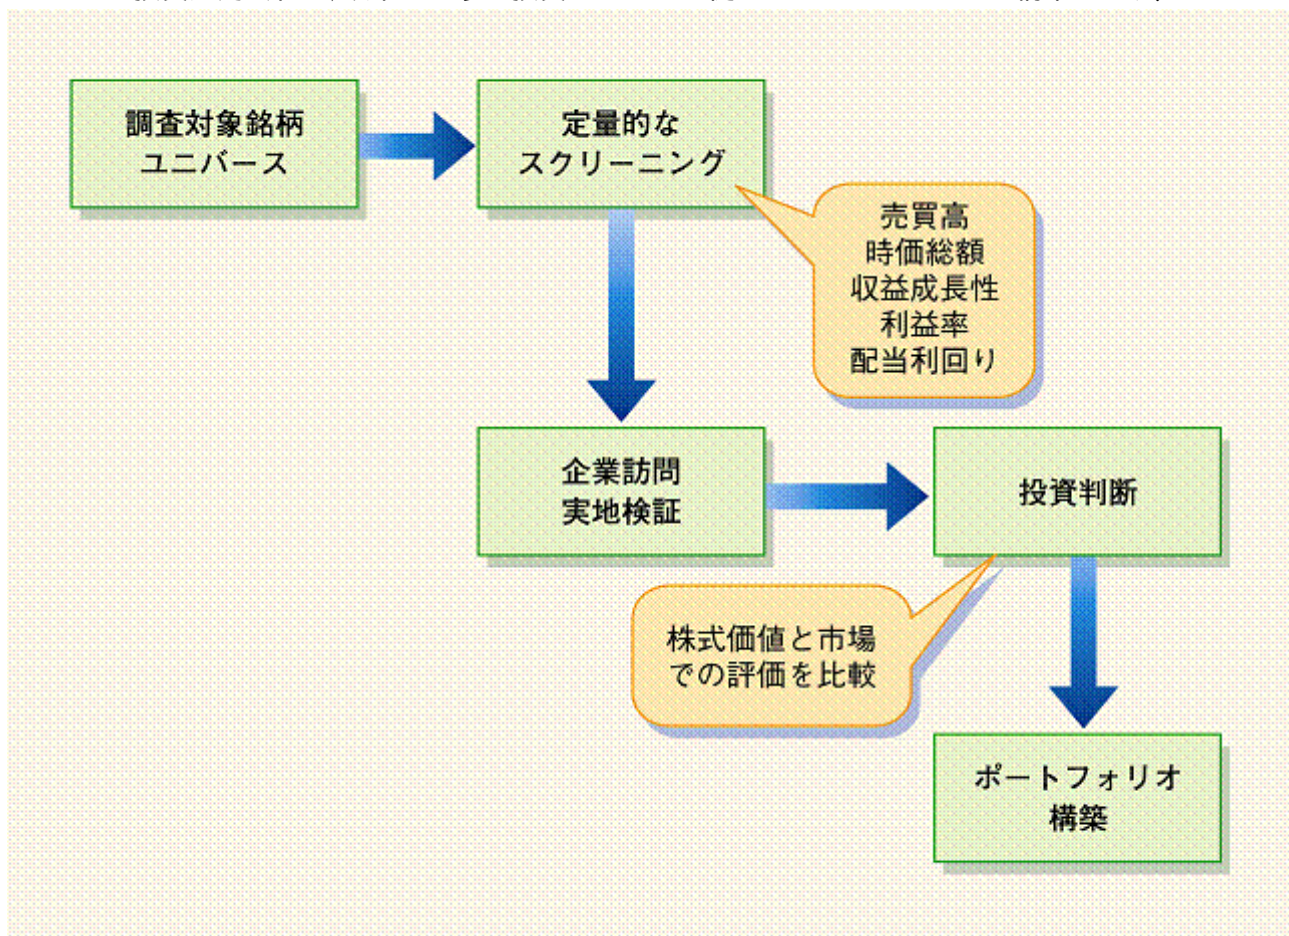 調査対象銘柄
ユニバース
定量的な
スクリーニング
売買高
時価総額
収益成長性
利益率
配当利回り
企業訪問
実地検証
投資判断
株式価値と市場
での評価を比較
ポートフォリオ
構築